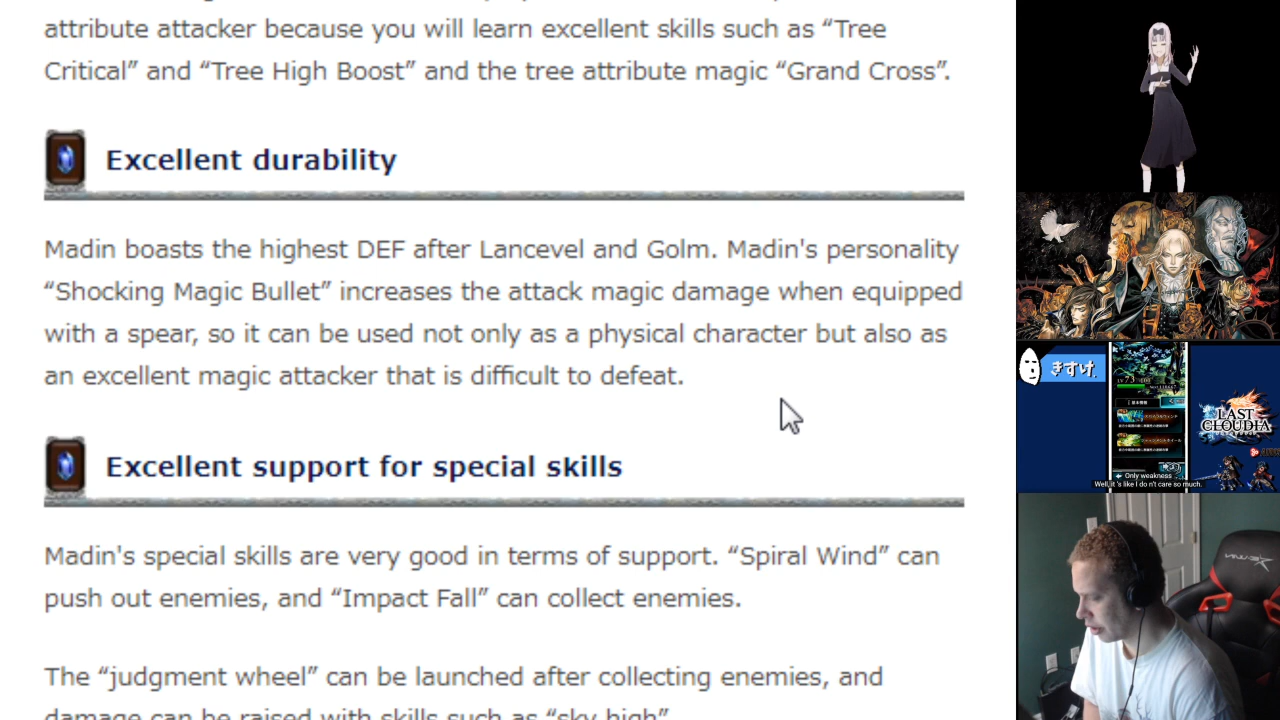 attribute attacker because you will learn excellent skills such as “Tree
Critical” and “Tree High Boost” and the tree attribute magic “Grand Cross”.
Excellent durability
Madin boasts the highest DEF after Lancevel and Golm. Madin's personality
“Shocking Magic Bullet” increases the attack magic damage when equipped
with a spear, so it can be used not only as a physical character but also as
an excellent magic attacker that is difficult to defeat.
Excellent support for special skills
Madin's special skills are very good in terms of support. “Spiral Wind” can
push out enemies, and “Impact Fall” can collect enemies.
The “judgment wheel” can be launched after collecting enemies, and
damage can be raised with skills such as “sky high”
きすけ
LAST
CLOUDIA
Only weakness
Well, it 's like I do n't care so much.